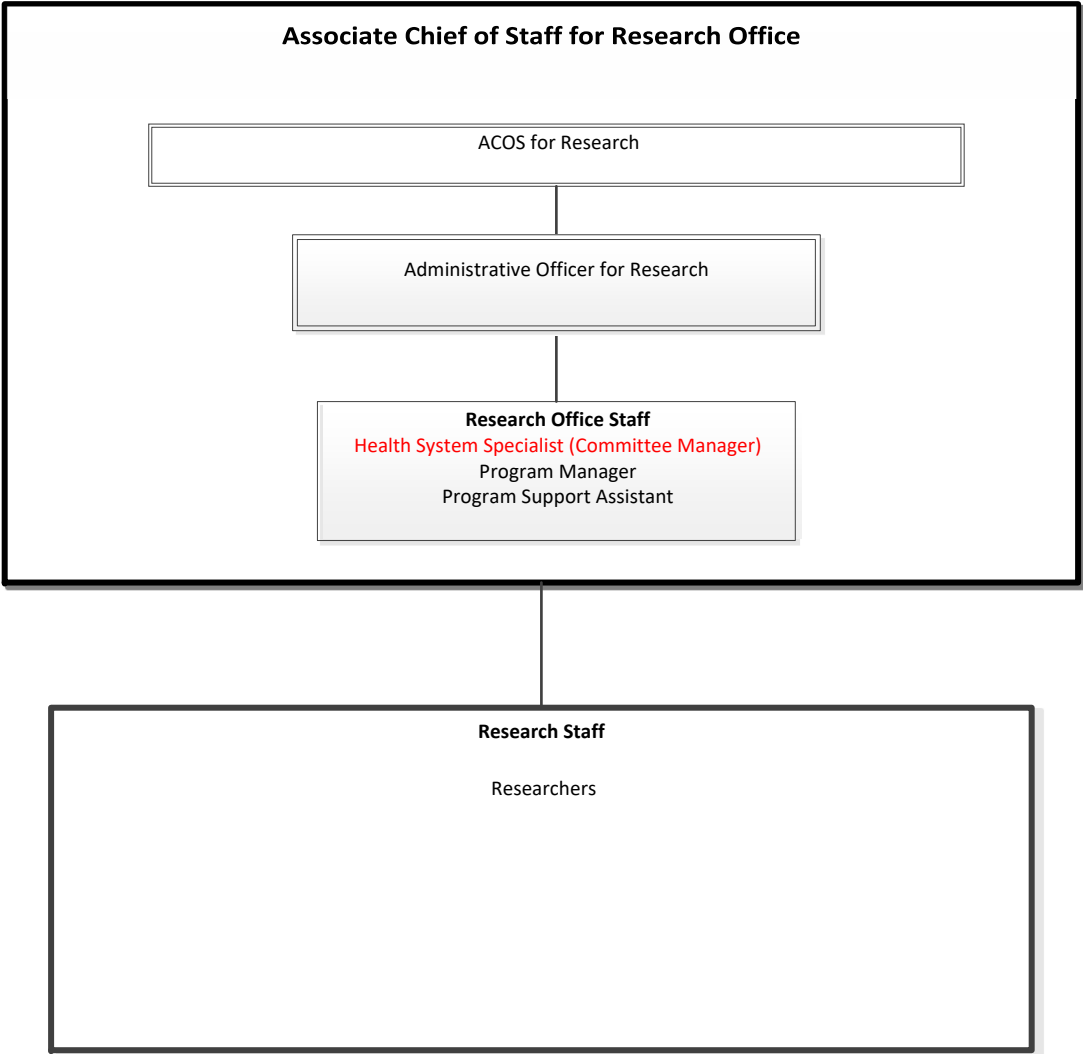 Associate Chief of Staff for Research Office
ACOS for Research
Administrative Officer for Research
Research Office Staff
Health System Specialist (Committee Manager)
Program Manager
Program Support Assistant
Research Staff
Researchers